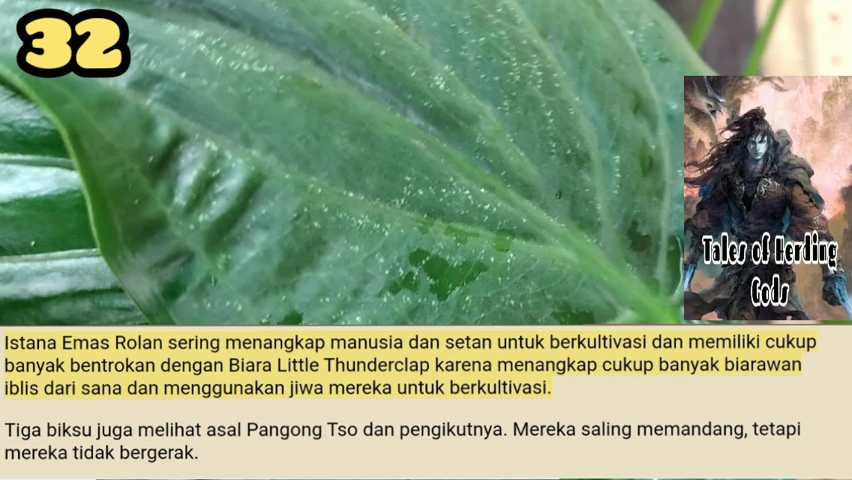 32
Tales of Herding
Gods
Istana Emas Rolan sering menangkap manusia dan setan untuk berkultivasi dan memiliki cukup
banyak bentrokan dengan Biara Little Thunderclap karena menangkap cukup banyak biarawan
iblis dari sana dan menggunakan jiwa mereka untuk berkultivasi.
Tiga biksu juga melihat asal Pangong Tso dan pengikutnya. Mereka saling memandang, tetapi
mereka tidak bergerak.